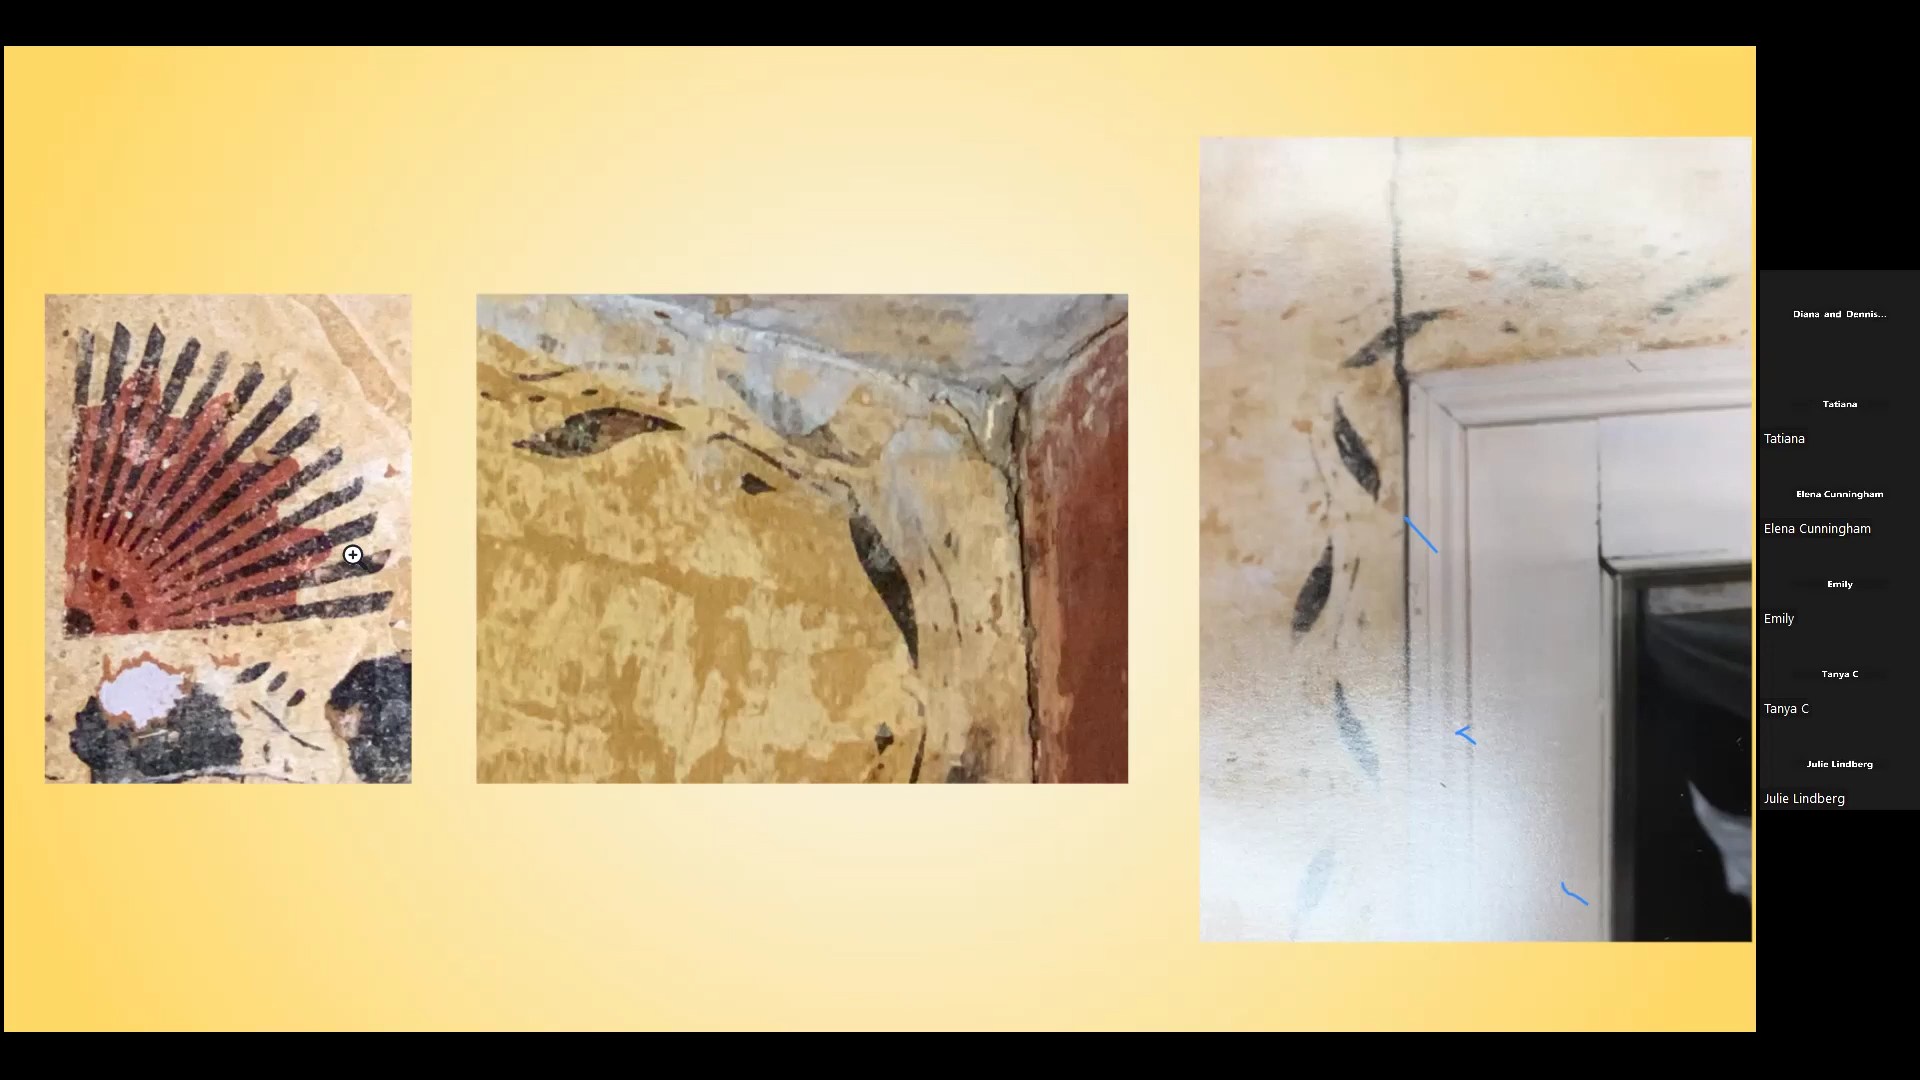 Diana and Dennis...
Tatiana
Tatiana
Elena Cunningham
Elena Cunningham
Emily
Emily
Tanya C
Tanya C
Julie Lindberg
Julie Lindberg